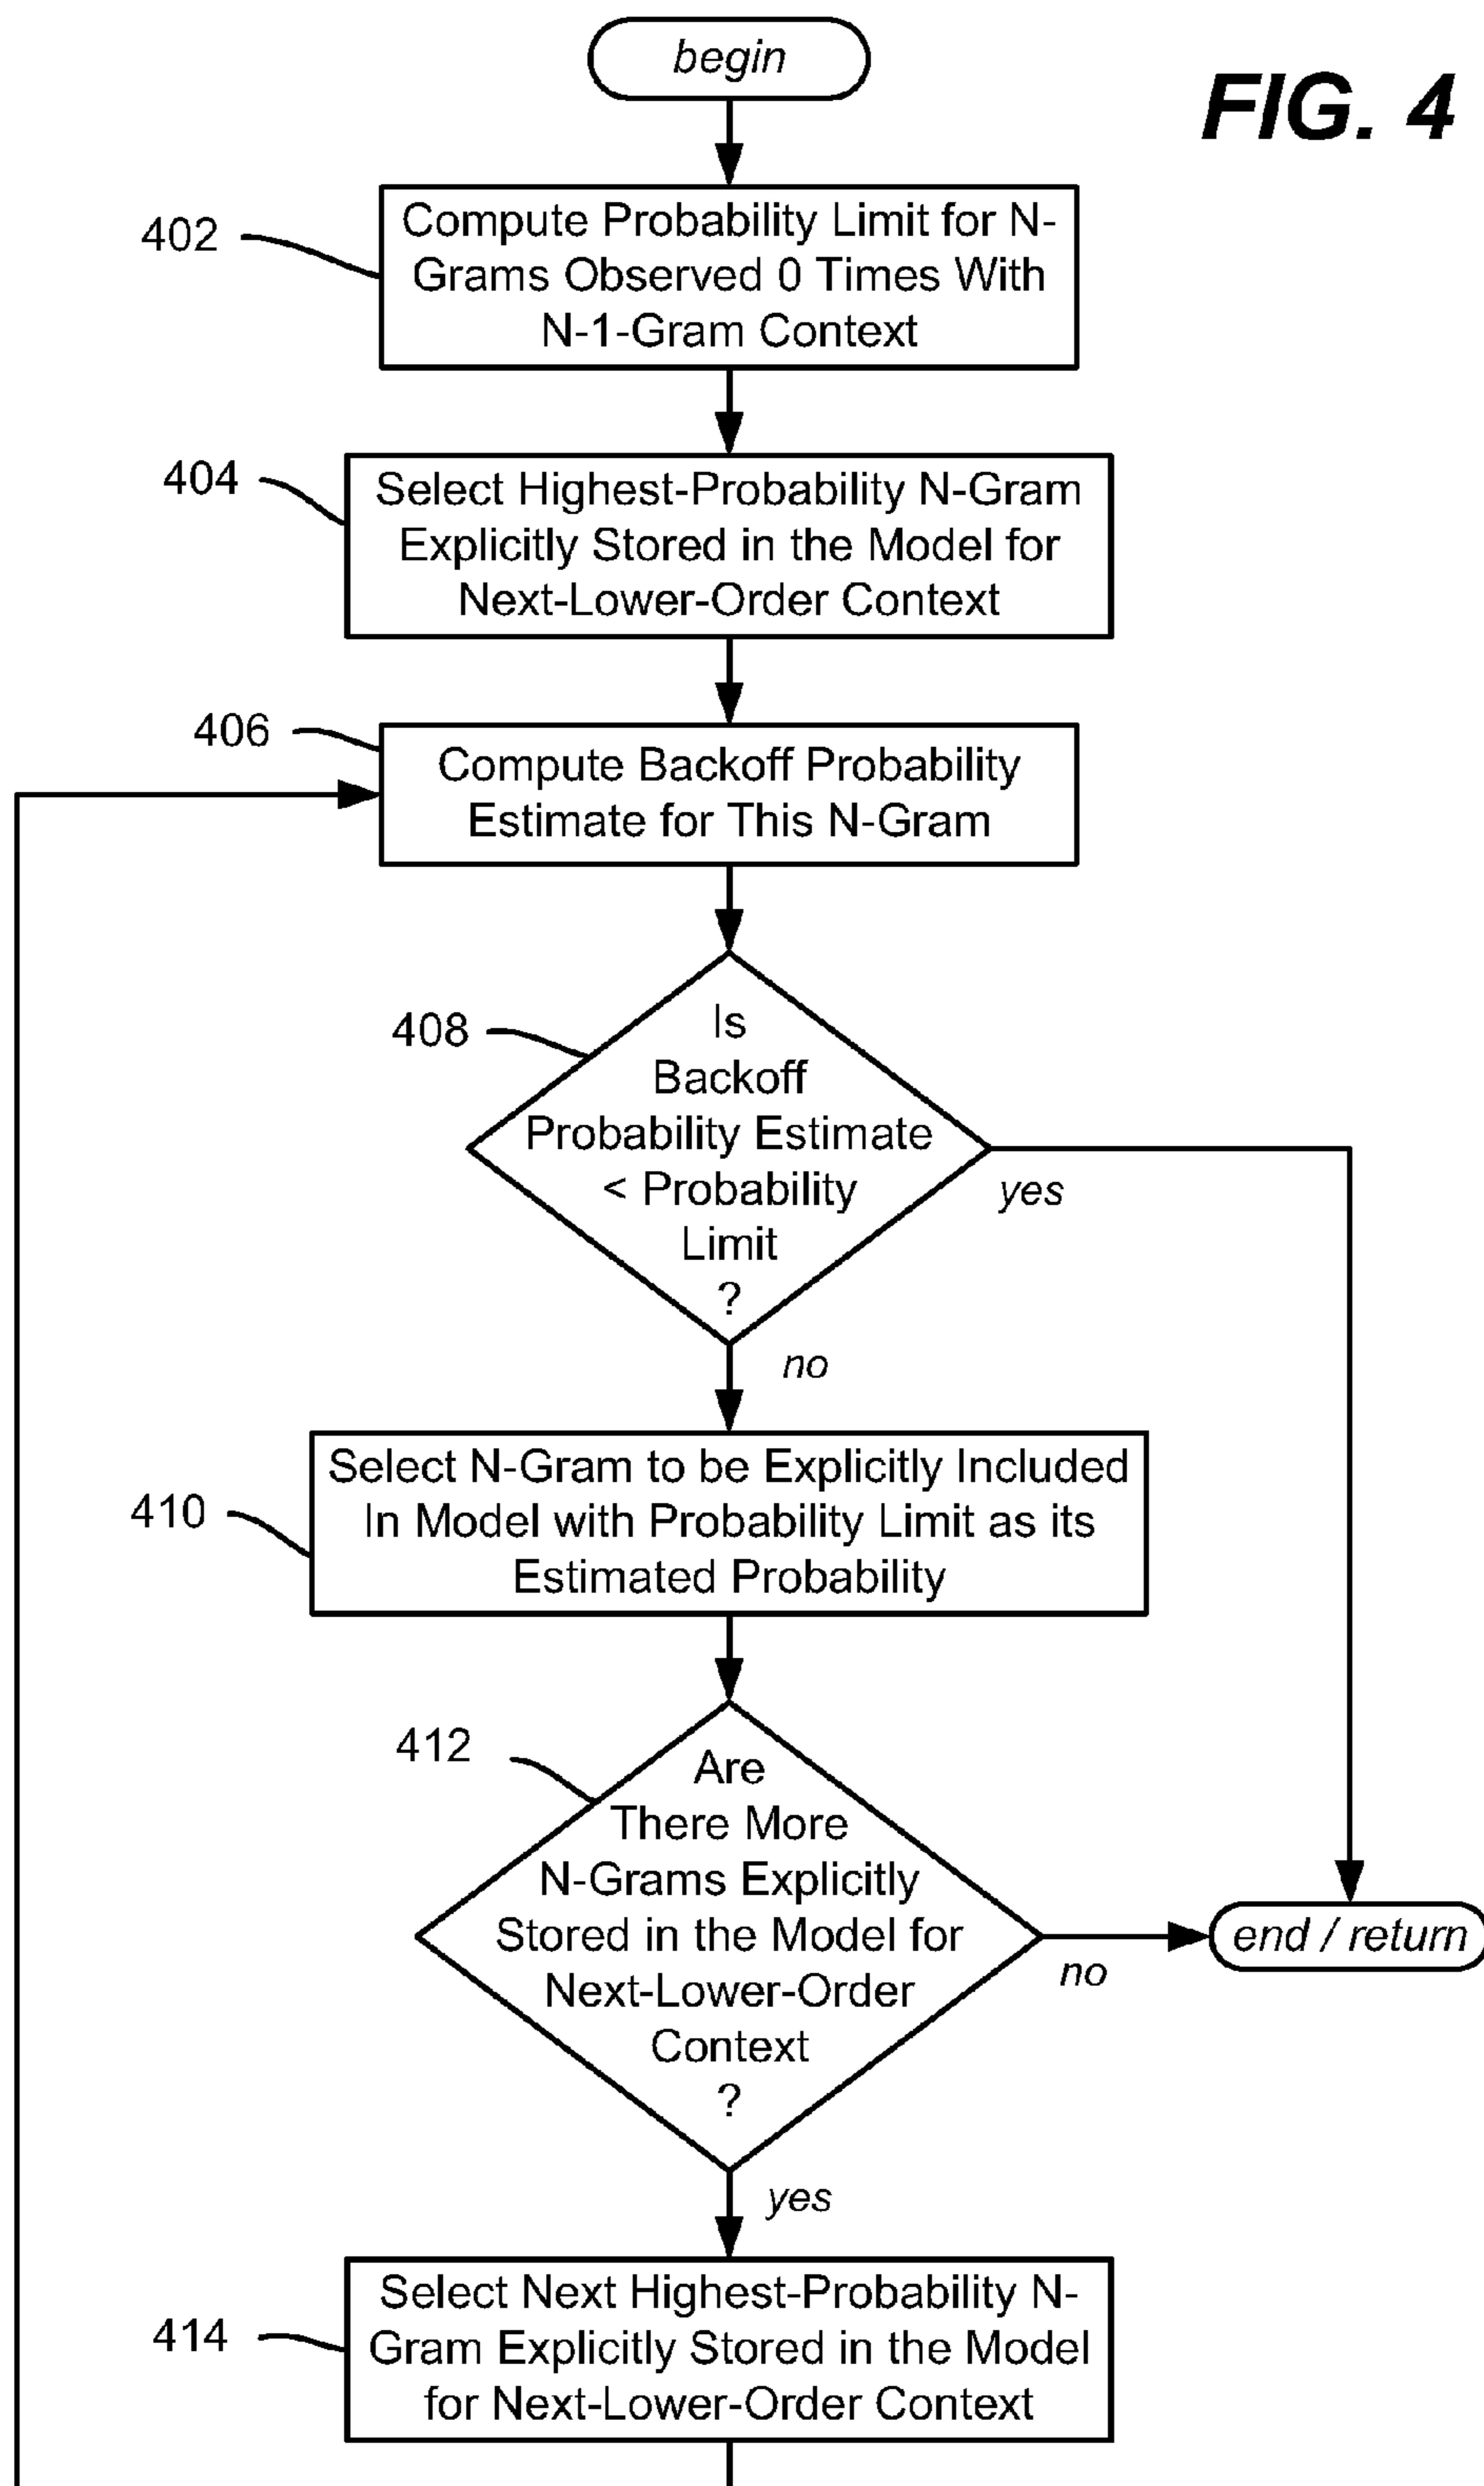 begin
FIG. 4
402
Compute Probability Limit for N-
Grams Observed 0 Times With
N-1-Gram Context
404
Select Highest-Probability N-Gram
Explicitly Stored in the Model for
Next-Lower-Order Context
406
Compute Backoff Probability
Estimate for This N-Gram
408
Is
Backoff
Probability Estimate
< Probability
Limit
?
yes
no
410
Select N-Gram to be Explicitly Included
In Model with Probability Limit as its
Estimated Probability
412
Are
There More
N-Grams Explicitly
Stored in the Model for
Next-Lower-Order
Context
?
no
end / return
yes
414
Select Next Highest-Probability N-
Gram Explicitly Stored in the Model
for Next-Lower-Order Context